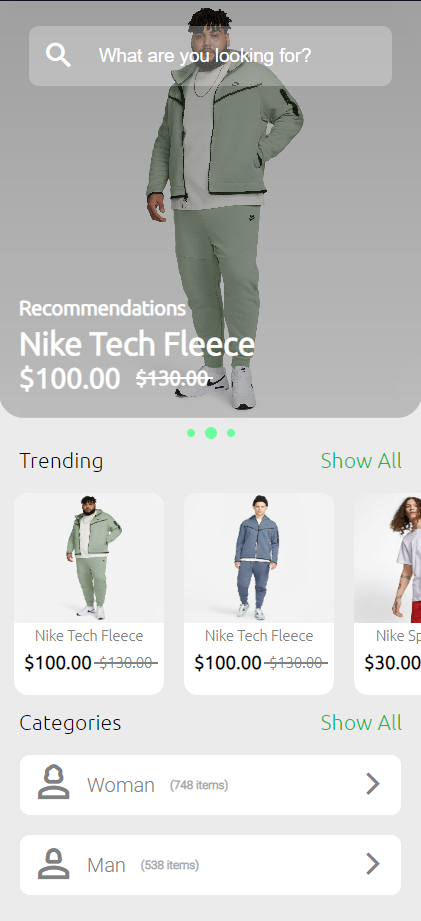 What are you looking for?
Recommendations
Nike Tech Fleece
$100.00 $130.00
Trending Show All
Nike Tech Fleece Nike Tech Fleece Nike Sp
$100.00 $130.00 $100.00 $130.00 $30.00
Categories Show All
Woman (748 items)
Man (538 items)